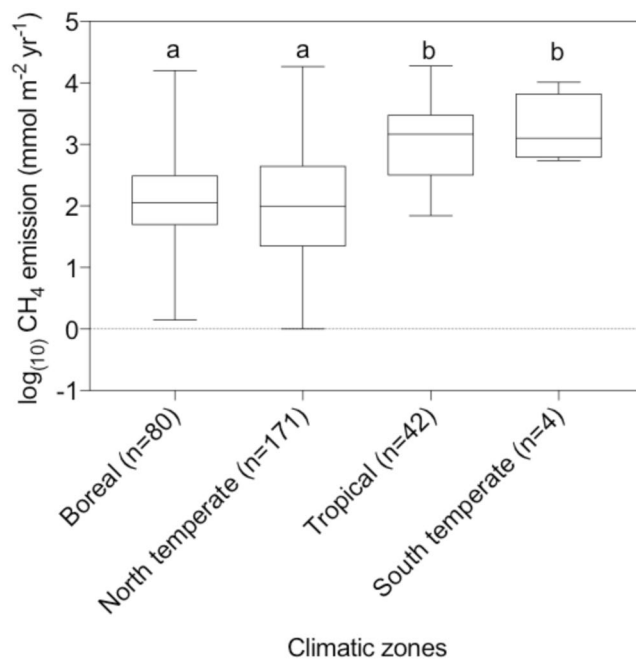 log(10) CH4 emission (mmol m-2 yr-1)
5
4
3
2
1
0
-1
a
a
b
b
Boreal (n=80)
North temperate (n=171)
Tropical (n=42)
South temperate (n=4)
Climatic zones